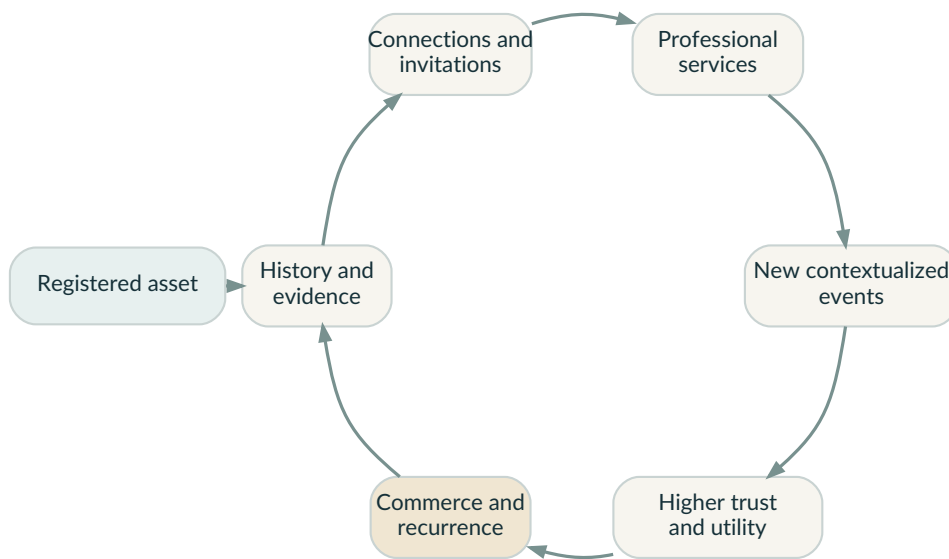 Connections and
invitations
Professional
services
Registered asset
History and
evidence
New contextualized
events
Commerce and
recurrence
Higher trust
and utility